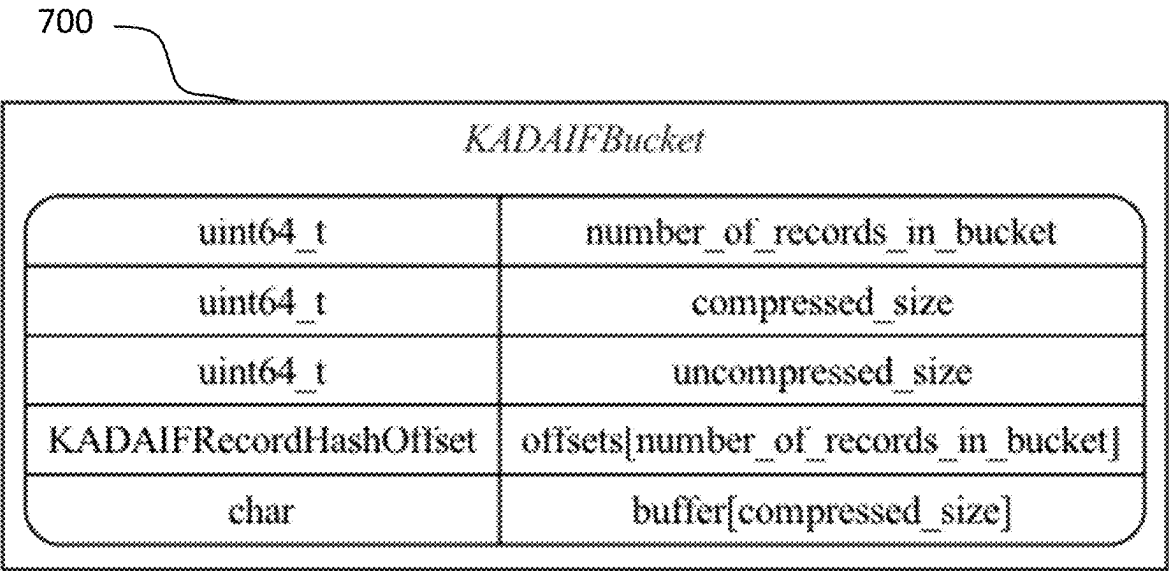 700
KADAIFBucket
uint64_t number_of_records_in_bucket
uint64_t compressed_size
uint64_t uncompressed_size
KADAIFRecordHashOffset offsets[number_of_records_in_bucket]
char buffer[compressed_size]